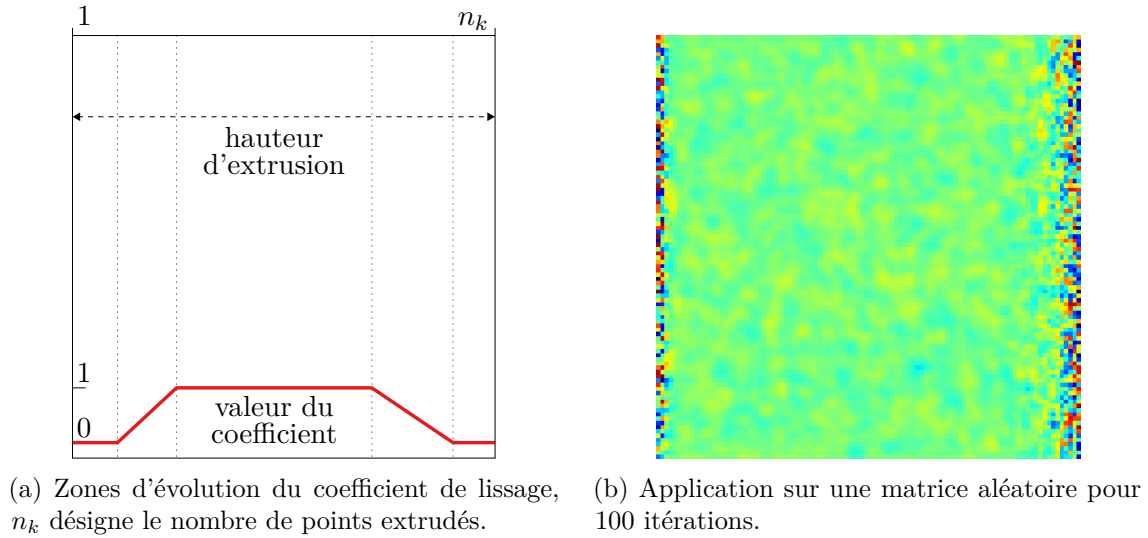 1
n_k
hauteur
d'extrusion
1
0
valeur du
coefficient
(a) Zones d'évolution du coefficient de lissage,
n_k désigne le nombre de points extrudés.
(b) Application sur une matrice aléatoire pour
100 itérations.